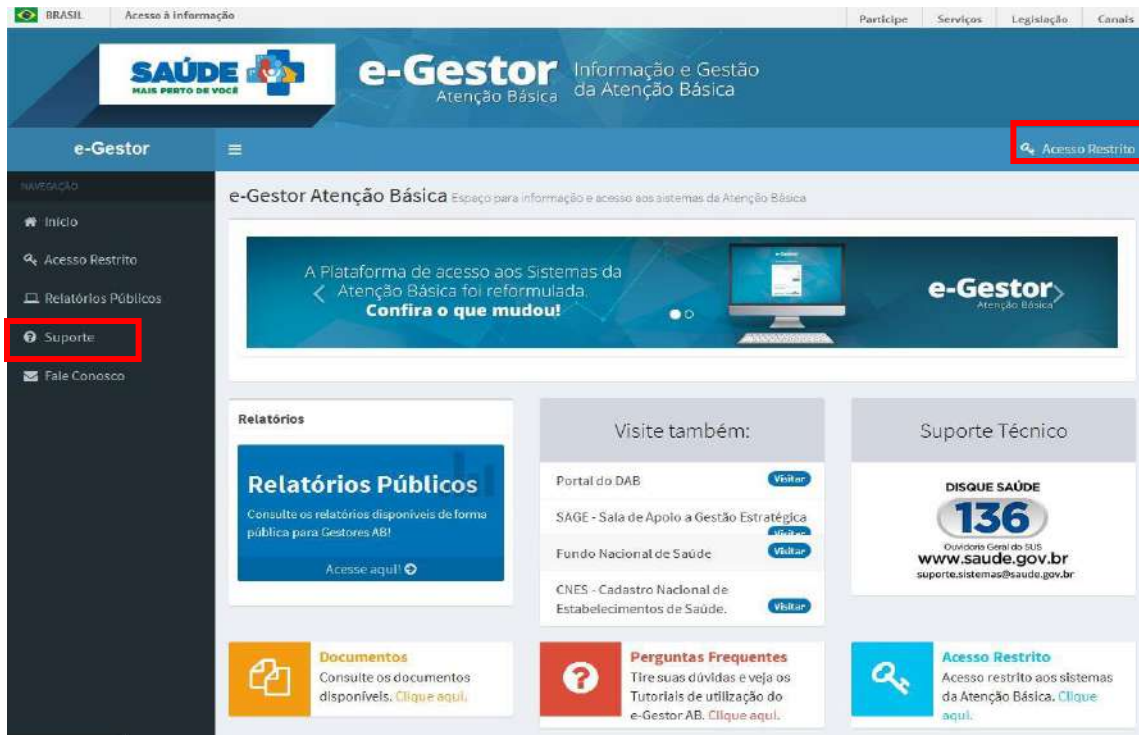 BRASIL Acesso à informação Participe Serviços Legislação Canais
SAÚDE
MAIS PERTO DE VOCÊ
e-Gestor
Atenção Básica
Informação e Gestão
da Atenção Básica
e-Gestor
Acesso Restrito
NAVEGAÇÃO
Início
Acesso Restrito
Relatórios Públicos
Suporte
Fale Conosco
e-Gestor Atenção Básica Espaço para informação e acesso aos sistemas da Atenção Básica
A Plataforma de acesso aos Sistemas da
Atenção Básica foi reformulada.
Confira o que mudou!
e-Gestor
Atenção Básica
Relatórios
Relatórios Públicos
Consulte os relatórios disponíveis de forma
pública para Gestores AB!
Acesse aqui!
Visite também:
Portal do DAB Visitar
SAGE - Sala de Apoio a Gestão Estratégica
Visitar
Fundo Nacional de Saúde Visitar
CNES - Cadastro Nacional de
Estabelecimentos de Saúde. Visitar
Suporte Técnico
DISQUE SAÚDE
136
Ouvidoria Geral do SUS
www.saude.gov.br
suporte.sistemas@saude.gov.br
Documentos
Consulte os documentos
disponíveis. Clique aqui.
Perguntas Frequentes
Tire suas dúvidas e veja os
Tutoriais de utilização do
e-Gestor AB. Clique aqui.
Acesso Restrito
Acesso restrito aos sistemas
da Atenção Básica. Clique
aqui.